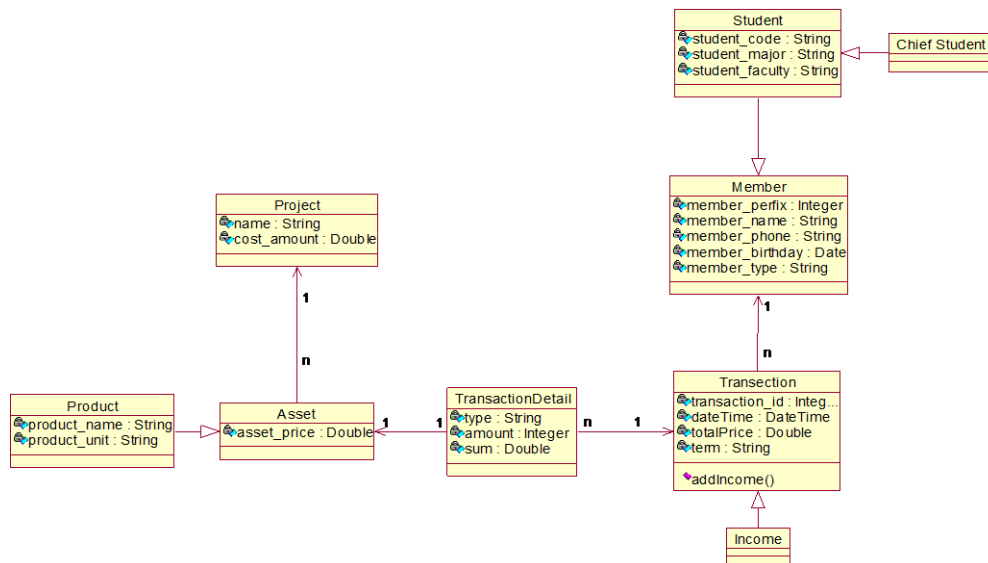 Student
student_code : String
student_major : String
student_faculty : String
Chief Student
Member
member_perfix : Integer
member_name : String
member_phone : String
member_birthday : Date
member_type : String
Project
name : String
cost_amount : Double
1
n
1
n
Product
product_name : String
product_unit : String
Asset
asset_price : Double
1
1
TransactionDetail
type : String
amount : Integer
sum : Double
n
1
Transection
transaction_id : Integ...
dateTime : DateTime
totalPrice : Double
term : String
addIncome()
Income